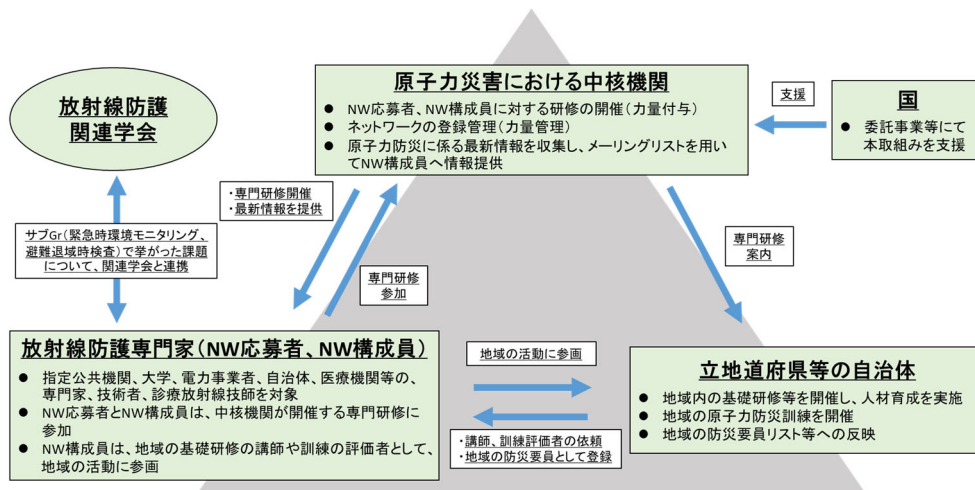 原子力災害における中核機関
● NW応募者、NW構成員に対する研修の開催(力量付与)
● ネットワークの登録管理(力量管理)
● 原子力防災に係る最新情報を収集し、メーリングリストを用い
てNW構成員へ情報提供
支援
国
● 委託事業等にて
本取組みを支援
放射線防護
関連学会
サブGr(緊急時環境モニタリング、
避難退域時検査)で挙がった課題
について、関連学会と連携
・専門研修開催
・最新情報を提供
専門研修
参加
専門研修
案内
放射線防護専門家(NW応募者、NW構成員)
● 指定公共機関、大学、電力事業者、自治体、医療機関等の、
専門家、技術者、診療放射線技師を対象
● NW応募者とNW構成員は、中核機関が開催する専門研修に
参加
● NW構成員は、地域の基礎研修の講師や訓練の評価者として、
地域の活動に参画
地域の活動に参画
・講師、訓練評価者の依頼
・地域の防災要員として登録
立地道府県等の自治体
● 地域内の基礎研修等を開催し、人材育成を実施
● 地域の原子力防災訓練を開催
● 地域の防災要員リスト等への反映